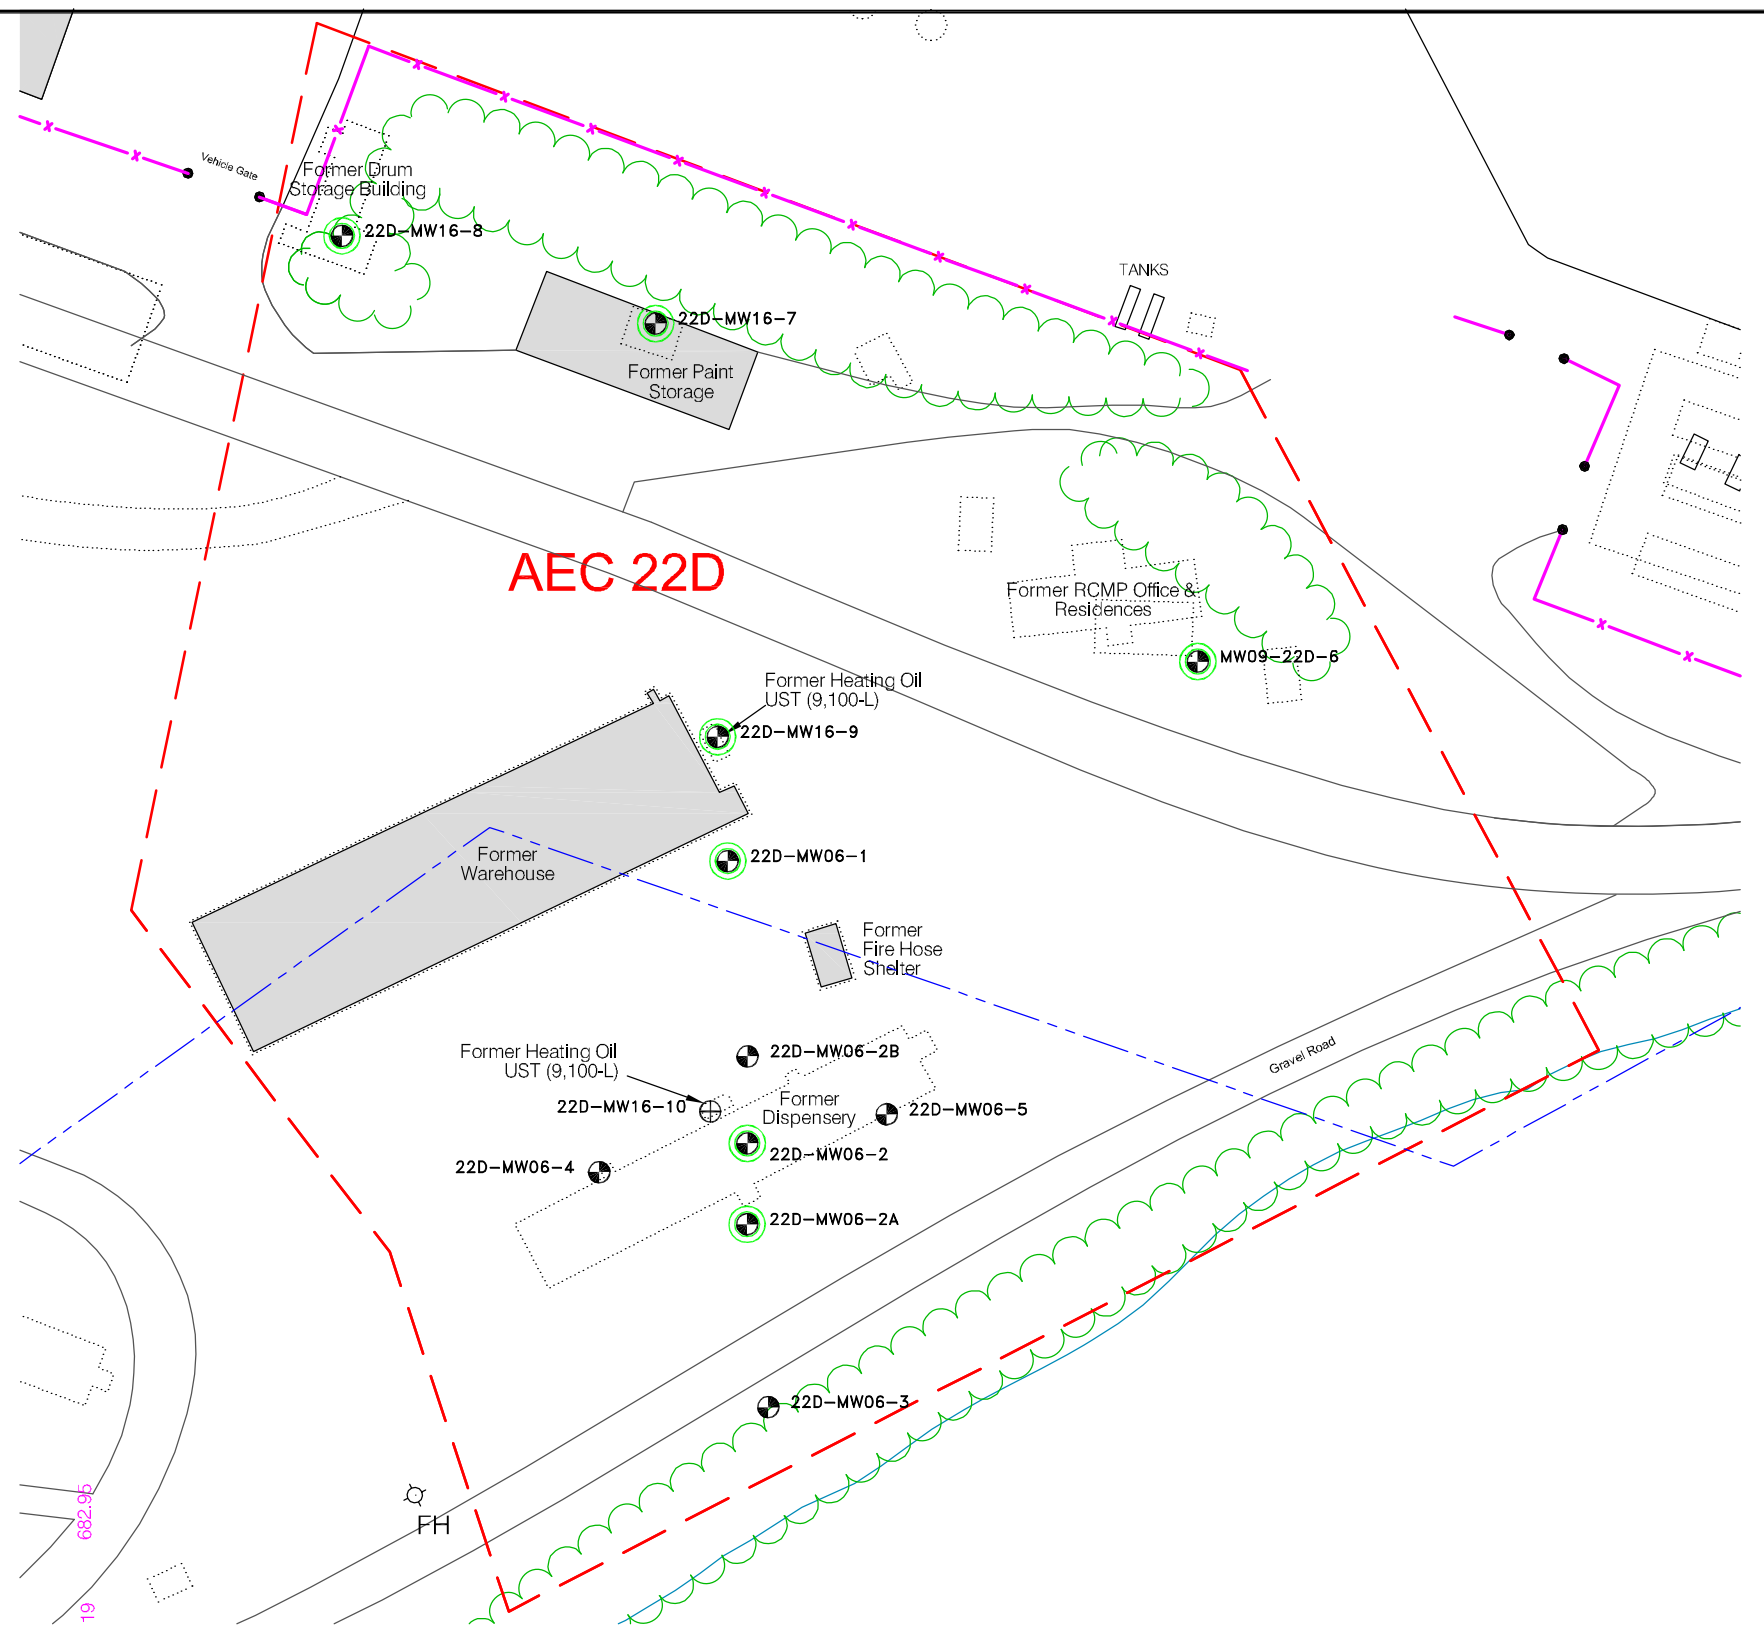 Vehicle Gate
Former Drum
Storage Building
22D-MW16-8
TANKS
22D-MW16-7
Former Paint
Storage
AEC 22D
Former RCMP Office &
Residences
MW09-22D-6
Former Heating Oil
UST (9,100-L)
22D-MW16-9
Former
Warehouse
22D-MW06-1
Former
Fire Hose
Shelter
Former Heating Oil
UST (9,100-L)
22D-MW06-2B
22D-MW16-10
Former
Dispensery
22D-MW06-5
22D-MW06-2
22D-MW06-4
22D-MW06-2A
Gravel Road
22D-MW06-3
FH
682.95
19